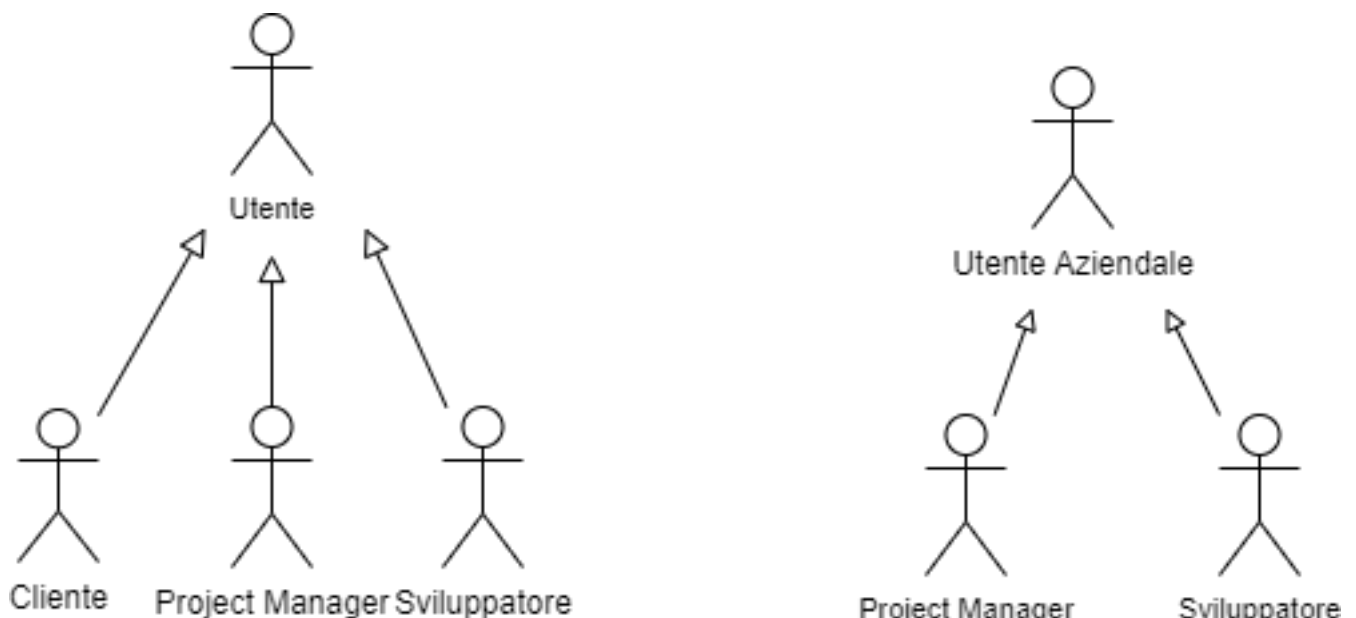 Utente
Utente Aziendale
Cliente
Project Manager
Sviluppatore
Project Manager
Sviluppatore